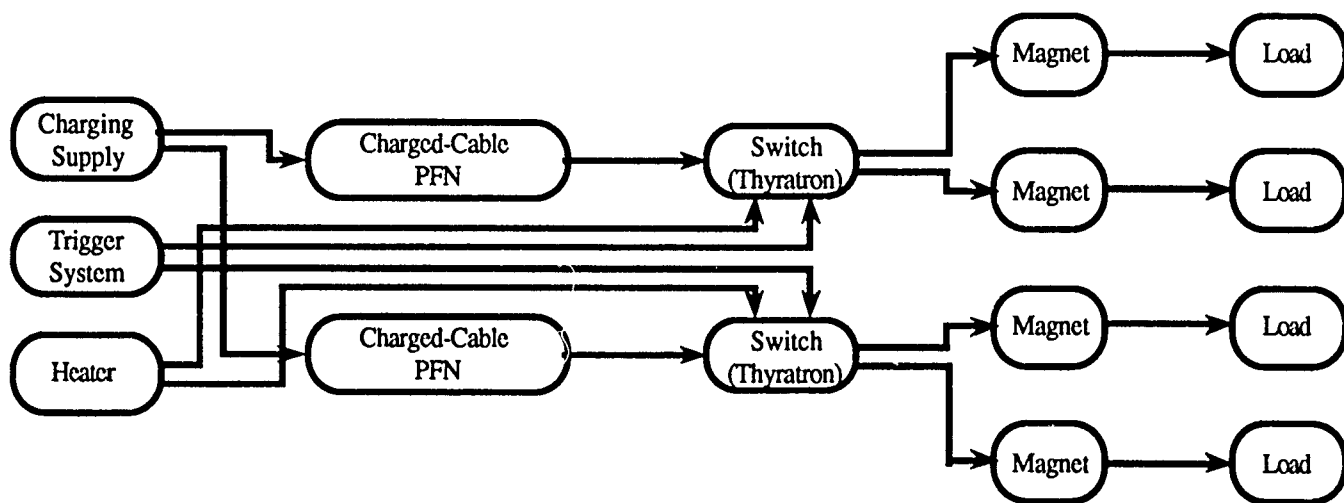 Magnet
Load
Charging
Supply
Charged-Cable
PFN
Switch
(Thyratron)
Magnet
Load
Trigger
System
Heater
Charged-Cable
PFN
Switch
(Thyratron)
Magnet
Load
Magnet
Load